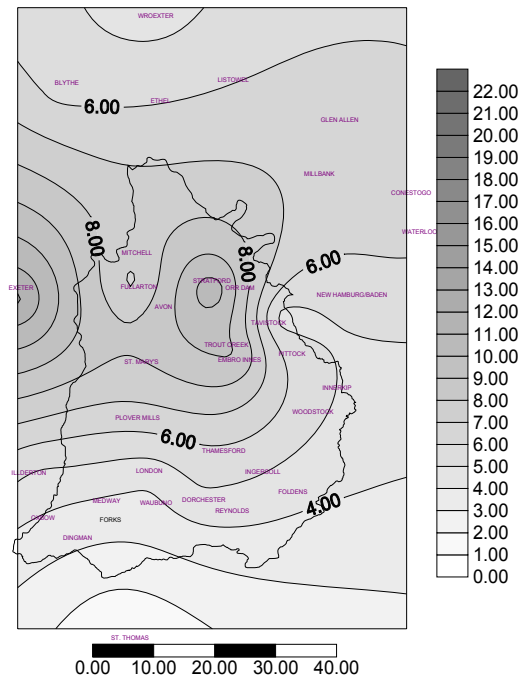 WROEXTER
BLYTHE
LISTOWEL
ETHEL
6.00
GLEN ALLEN
MILLBANK
CONESTOGO
WATERLOO
8.00
8.00
MITCHELL
6.00
EXETER
FULLARTON
STRATFORD
ORR DAM
NEW HAMBURG/BADEN
AVON
TAVISTOCK
TROUT CREEK
PITTOCK
ST. MARY'S
EMBRO INNES
INNERKIP
WOODSTOCK
PLOVER MILLS
6.00
THAMESFORD
ILDERTON
LONDON
INGERSOLL
FOLDENS
MEDWAY
WAUBUNO
DORCHESTER
4.00
REYNOLDS
OXBOW
FORKS
DINGMAN
ST. THOMAS
0.00 10.00 20.00 30.00 40.00
22.00
21.00
20.00
19.00
18.00
17.00
16.00
15.00
14.00
13.00
12.00
11.00
10.00
9.00
8.00
7.00
6.00
5.00
4.00
3.00
2.00
1.00
0.00